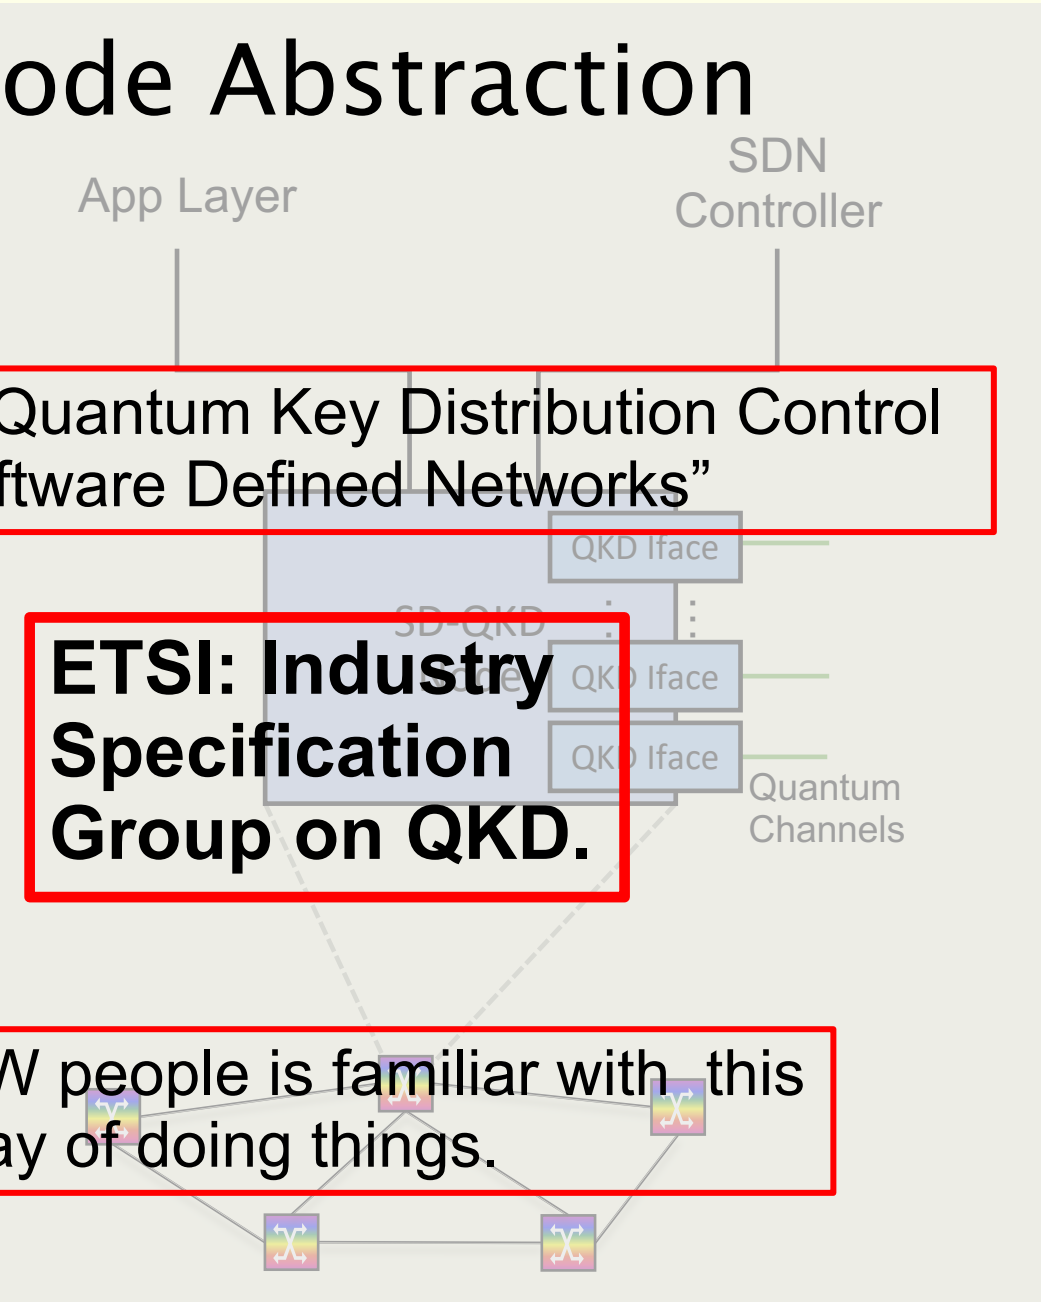 ode Abstraction
SDN
App Layer
Controller
Quantum Key Distribution Control
ftware Defined Networks”
QKD Iface
SD-QKD
Node
QKD Iface
QKD Iface
ETSI: Industry
Specification
Group on QKD.
Quantum
Channels
W people is familiar with this
ay of doing things.